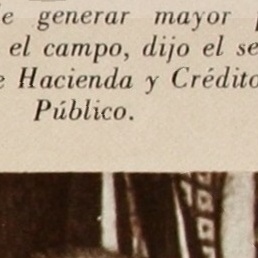 e generar mayor
el campo, dijo el se
e Hacienda y Crédito
Público.